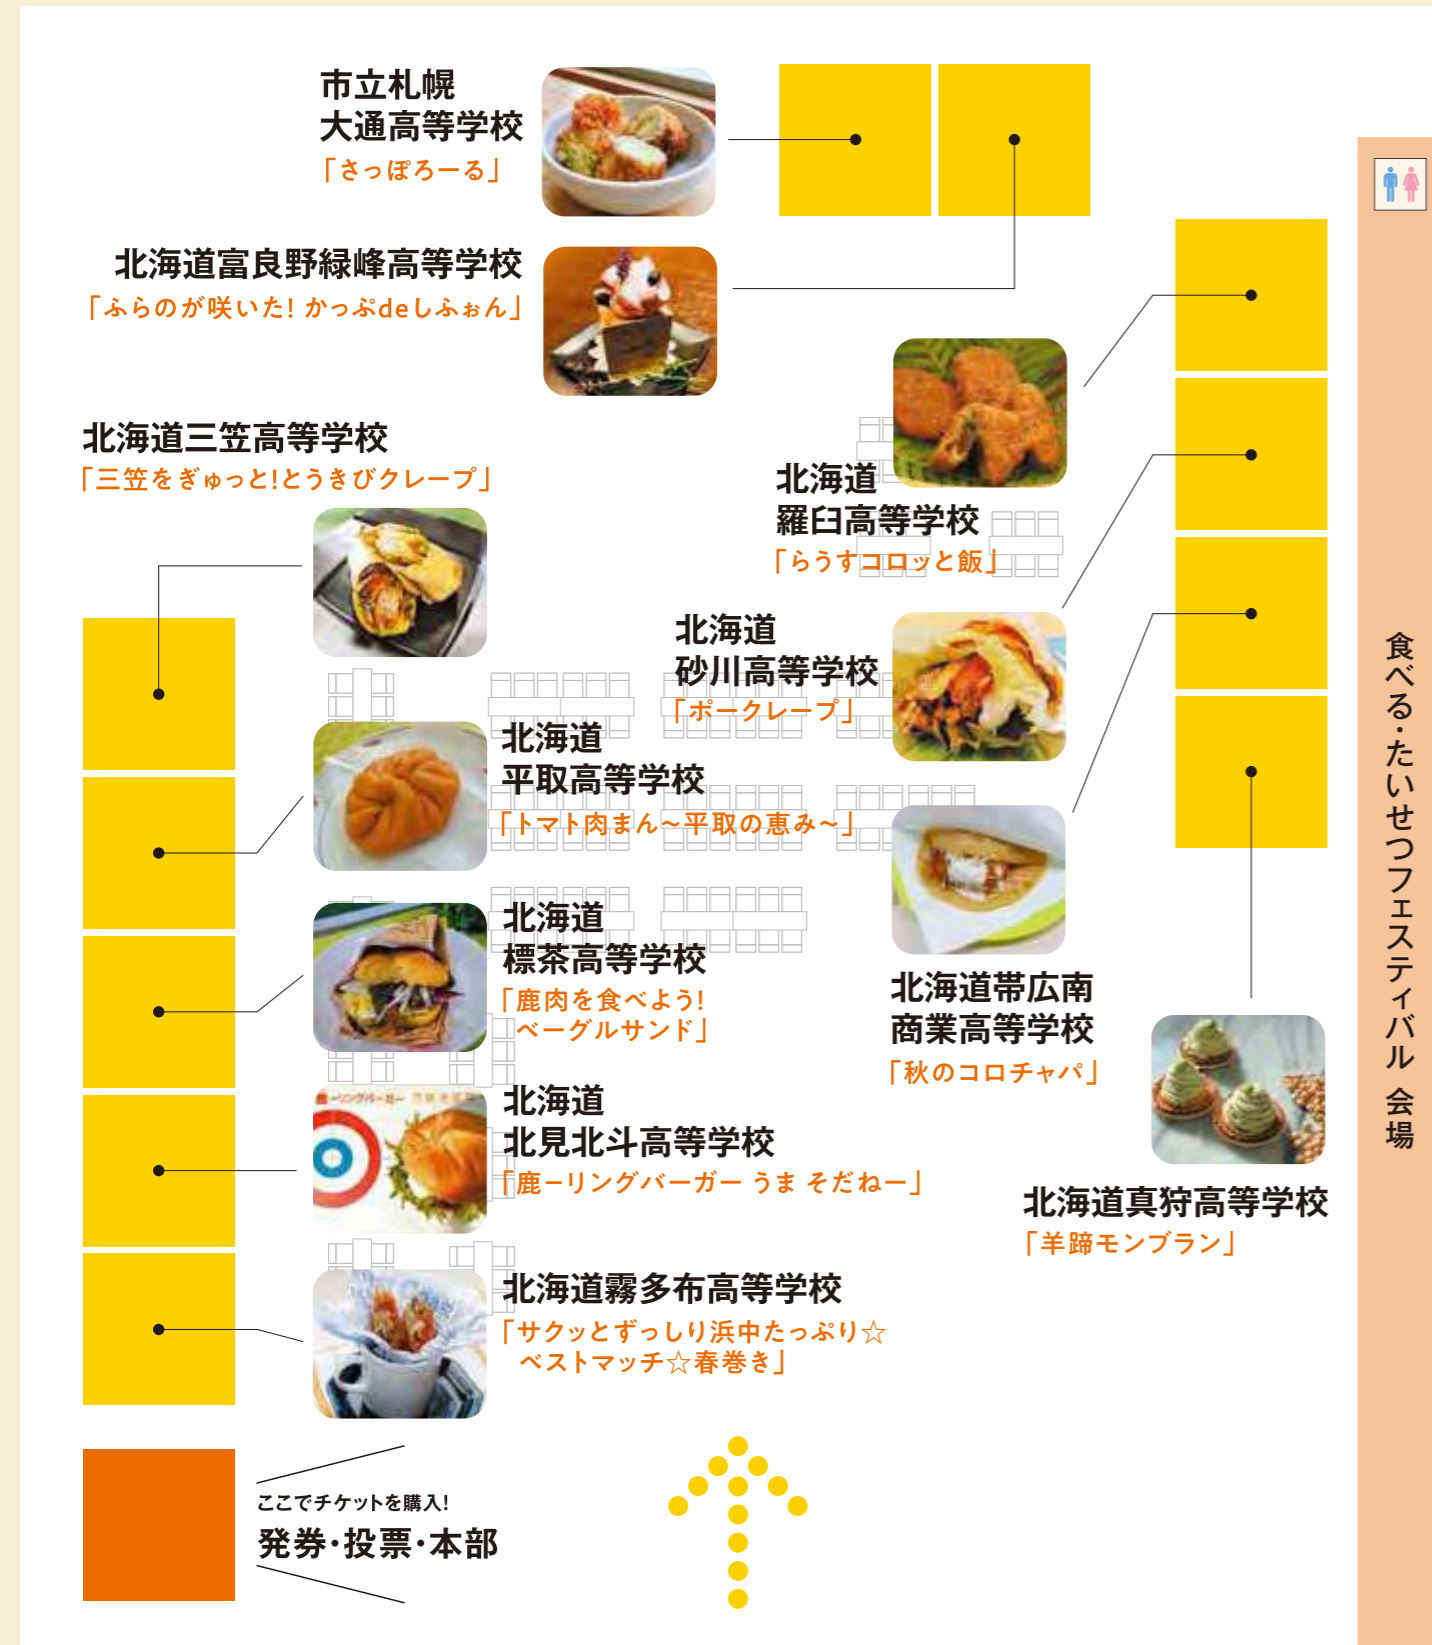 市立札幌
大通高等学校
「さっぽろーる」
北海道富良野緑峰高等学校
「ふらのが咲いた! かっぷdeしふぉん」
北海道三笠高等学校
「三笠をぎゅっと!とうきびクレープ」
北海道
羅臼高等学校
「らうすコロッと飯」
北海道
砂川高等学校
「ポークレープ」
北海道
平取高等学校
「トマト肉まん~平取の恵み~」
北海道
標茶高等学校
「鹿肉を食べよう!
ベーグルサンド」
北海道帯広南
商業高等学校
「秋のコロチャパ」
北海道
北見北斗高等学校
「鹿ーリングバーガー うま そだねー」
北海道真狩高等学校
「羊蹄モンブラン」
北海道霧多布高等学校
「サクッとずっしり浜中たっぷり☆
ベストマッチ☆春巻き」
ここでチケットを購入!
発券・投票・本部
食べる・たいせつフェスティバル 会場